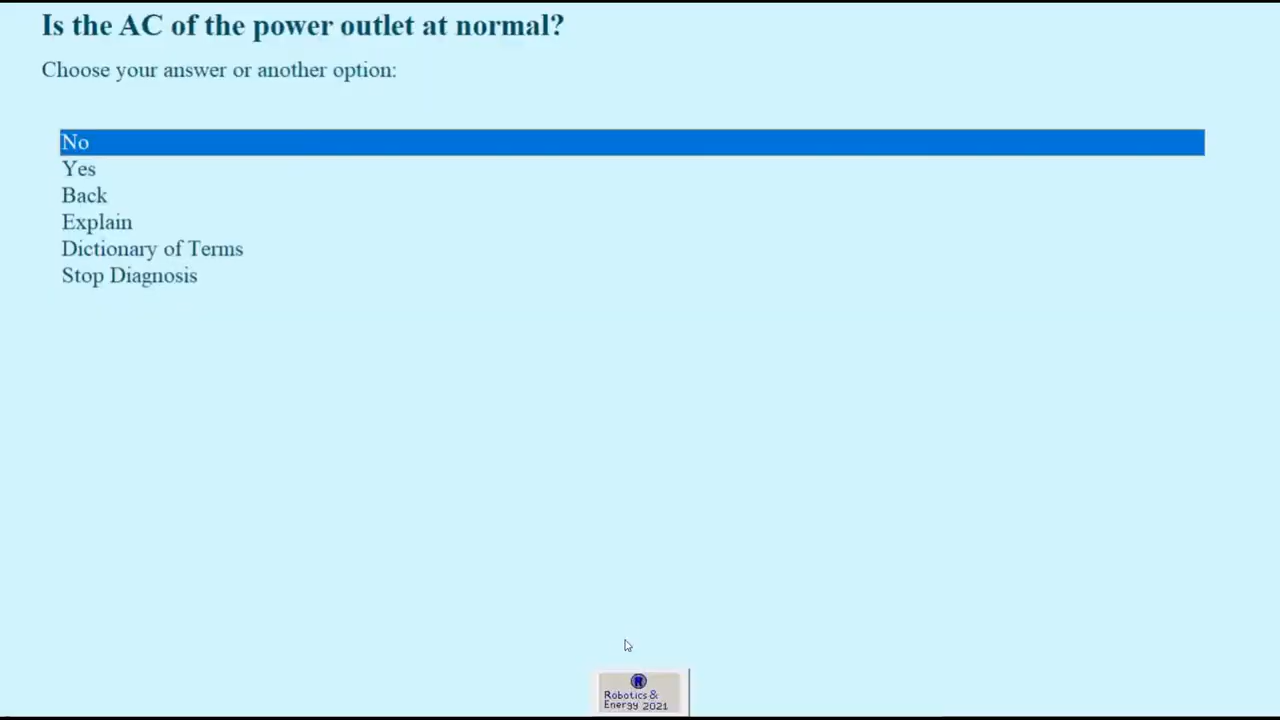 Is the AC of the power outlet at normal?
Choose your answer or another option:
No
Yes
Back
Explain
Dictionary of Terms
Stop Diagnosis
R
Robotics &
Energy 2021